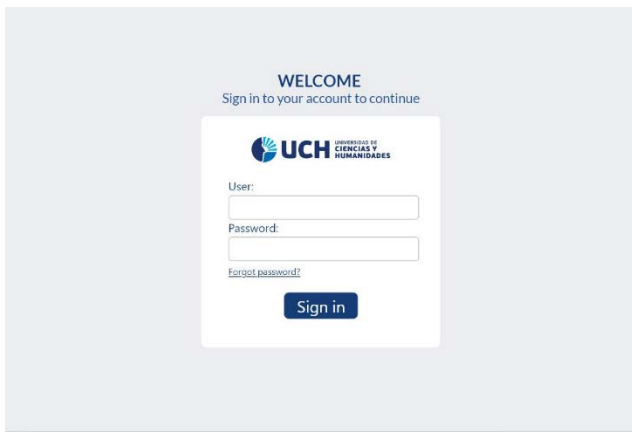 WELCOME
Sign in to your account to continue
UCH
UNIVERSIDAD DE
CIENCIAS Y
HUMANIDADES
User:
Password:
Forgot password?
Sign in